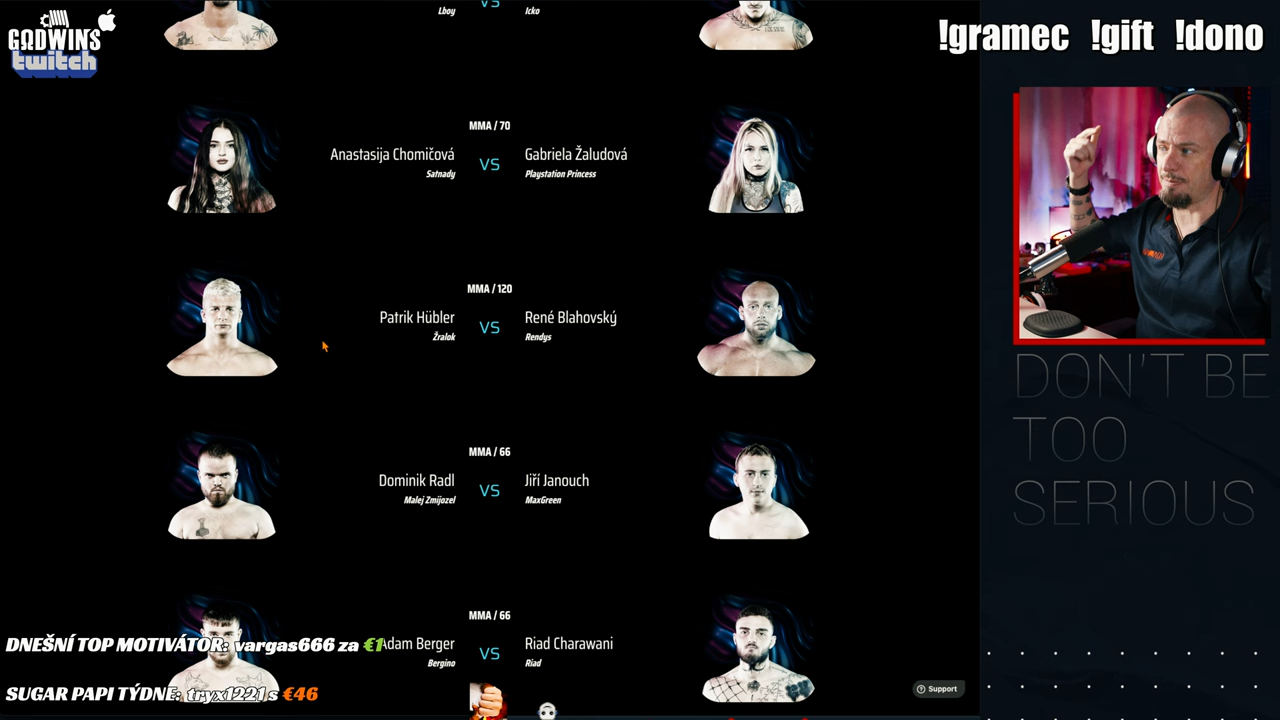 GODWINS
twitch
!gramec !gift !dono
Lboy
VS
Icko
MMA / 70
Anastasija Chomičová
VS
Gabriela Žaludová
Satnady
Playstation Princess
MMA / 120
Patrik Hübler
VS
René Blahovský
Žralok
Rendys
MMA / 66
Dominik Radl
VS
Jiří Janouch
Malej Zmijozel
MaxGreen
MMA / 66
Adam Berger
VS
Riad Charawani
Bergino
Riad
DNEŠNÍ TOP MOTIVÁTOR: vargas666 za €1
SUGAR PAPI TÝDNE: tryx1221 s €46
Support
DON'T BE
TOO
SERIOUS